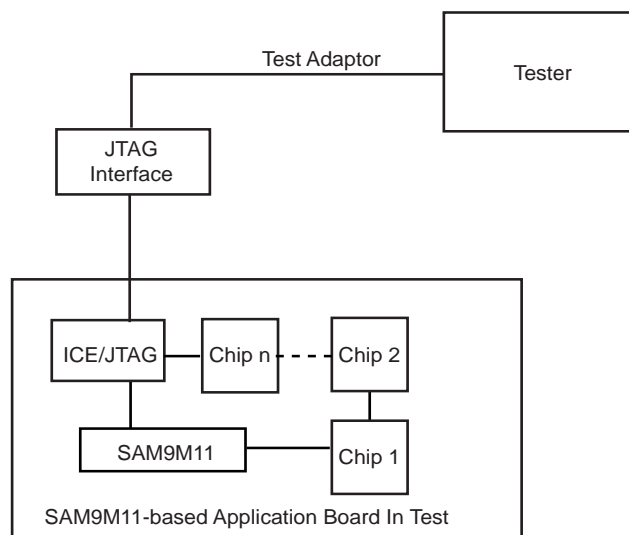 Test Adaptor
Tester
JTAG
Interface
ICE/JTAG
Chip n
Chip 2
SAM9M11
Chip 1
SAM9M11-based Application Board In Test